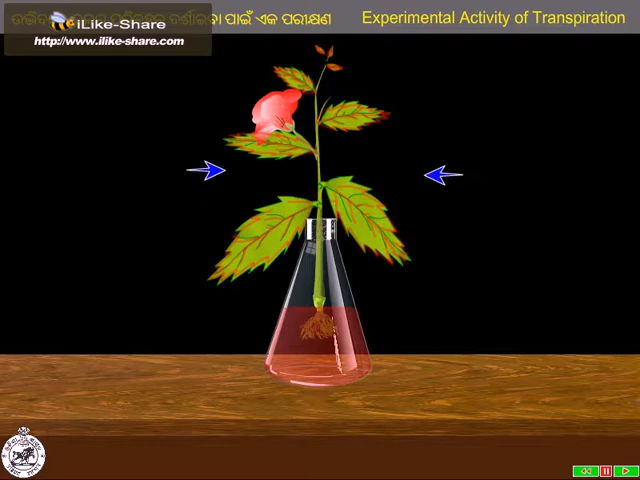 ପାଇଁ ଏକ ପରୀକ୍ଷଣ Experimental Activity of Transpiration
iLike-Share
http://www.ilike-share.com